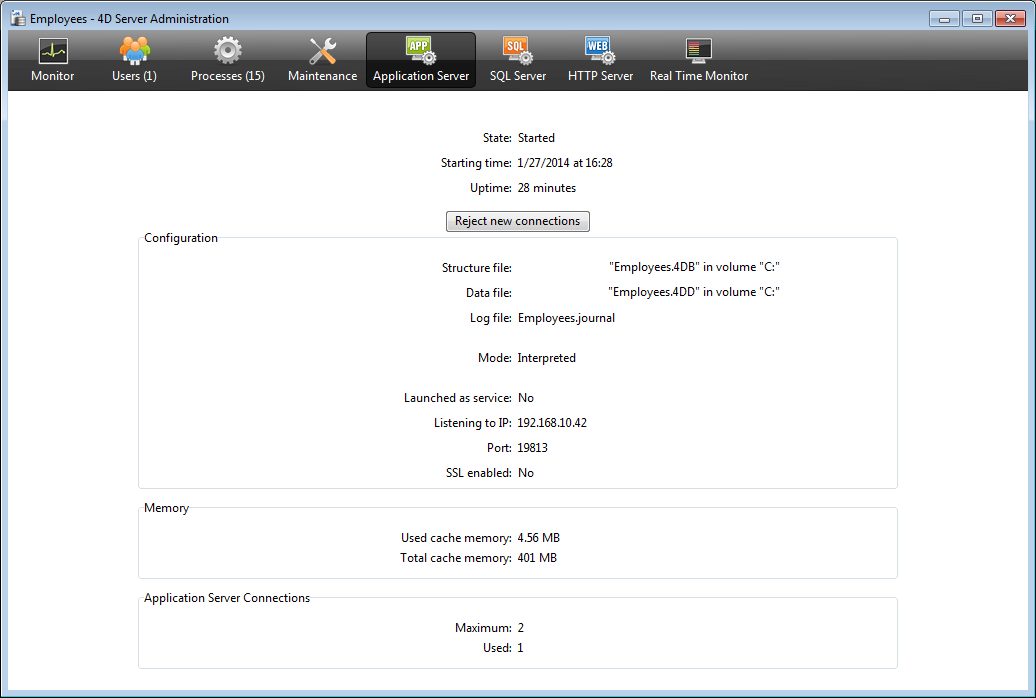 Employees - 4D Server Administration
Monitor
Users (1)
Processes (15)
Maintenance
APP
Application Server
SQL
SQL Server
WEB
HTTP Server
Real Time Monitor
State: Started
Starting time: 1/27/2014 at 16:28
Uptime: 28 minutes
Reject new connections
Configuration
Structure file: "Employees.4DB" in volume "C:"
Data file: "Employees.4DD" in volume "C:"
Log file: Employees.journal
Mode: Interpreted
Launched as service: No
Listening to IP: 192.168.10.42
Port: 19813
SSL enabled: No
Memory
Used cache memory: 4.56 MB
Total cache memory: 401 MB
Application Server Connections
Maximum: 2
Used: 1